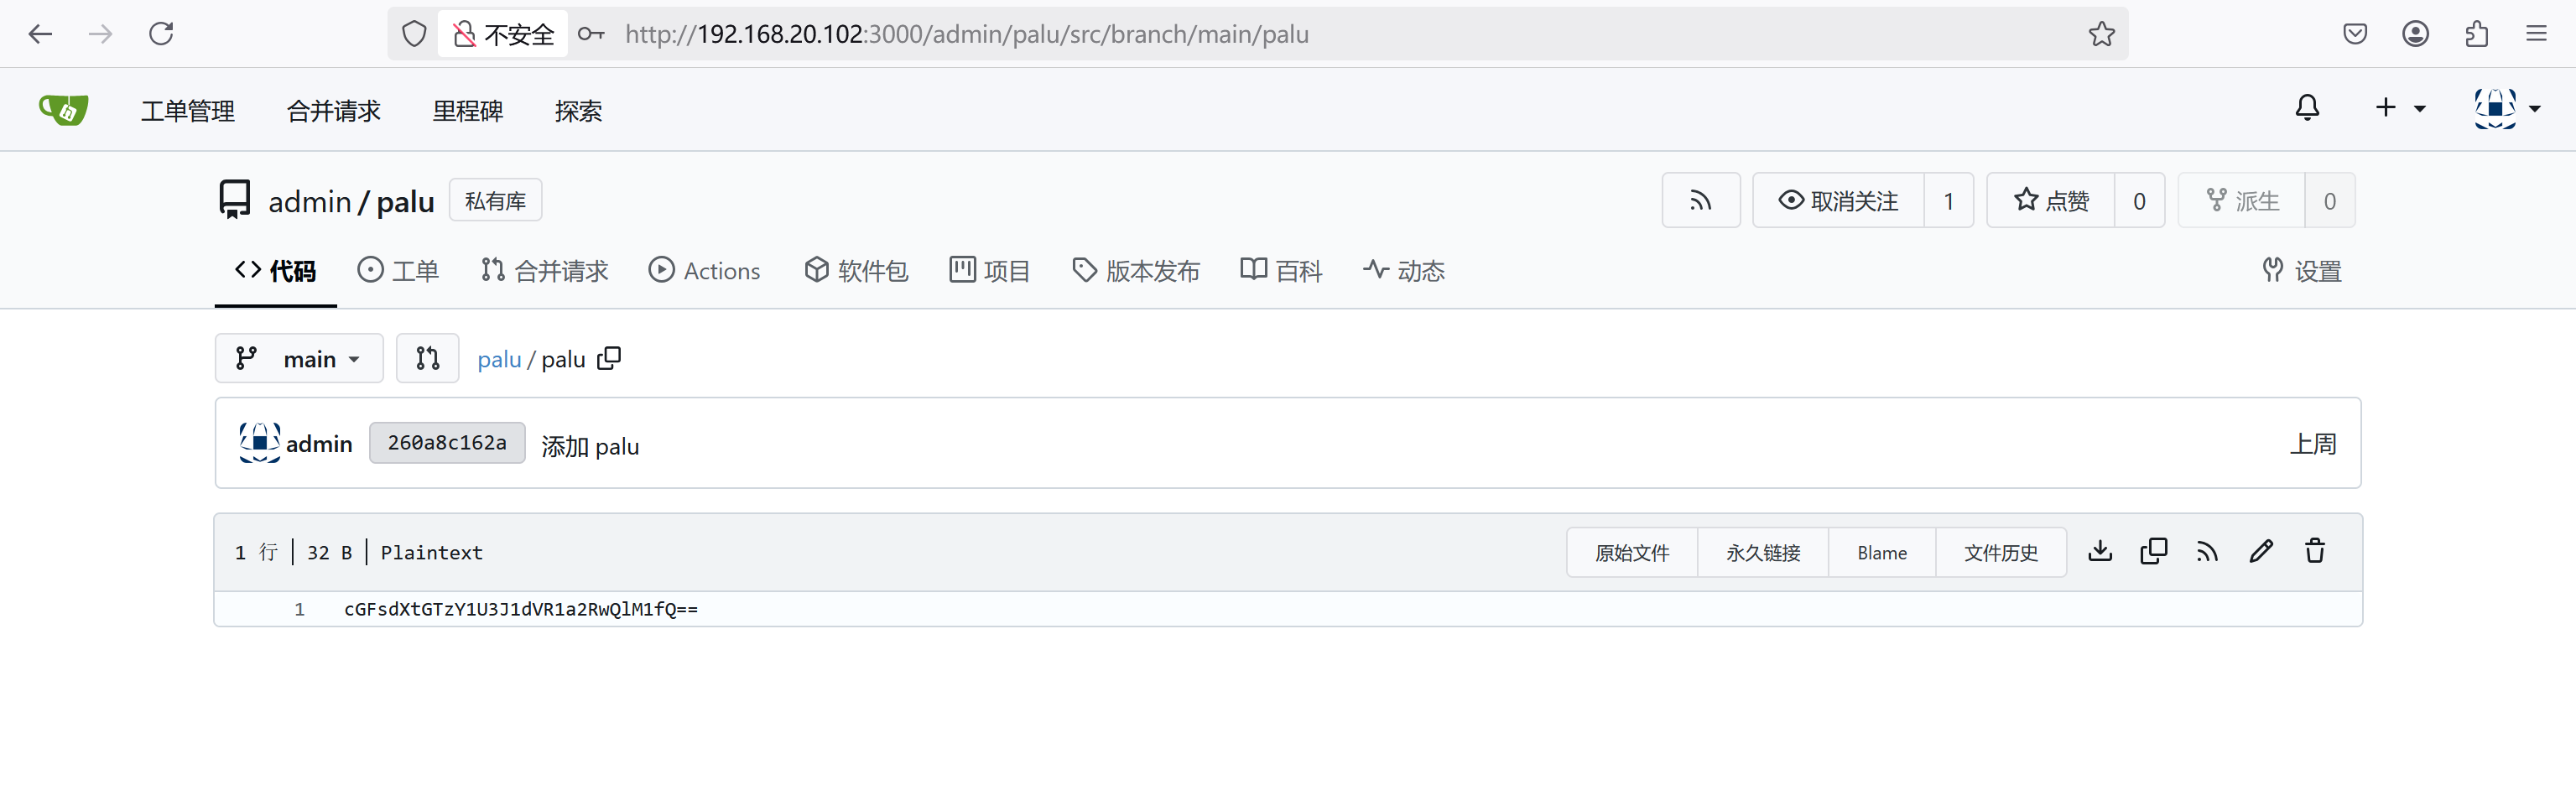 不安全 http://192.168.20.102:3000/admin/palu/src/branch/main/palu
工单管理 合并请求 里程碑 探索
admin / palu 私有库 取消关注 1 点赞 0 派生 0
代码 工单 合并请求 Actions 软件包 项目 版本发布 百科 动态 设置
main palu / palu
admin 260a8c162a 添加 palu 上周
1 行 32 B Plaintext 原始文件 永久链接 Blame 文件历史
1 cGFsdXtGTzY1U3J1dVR1a2RwQlM1fQ==